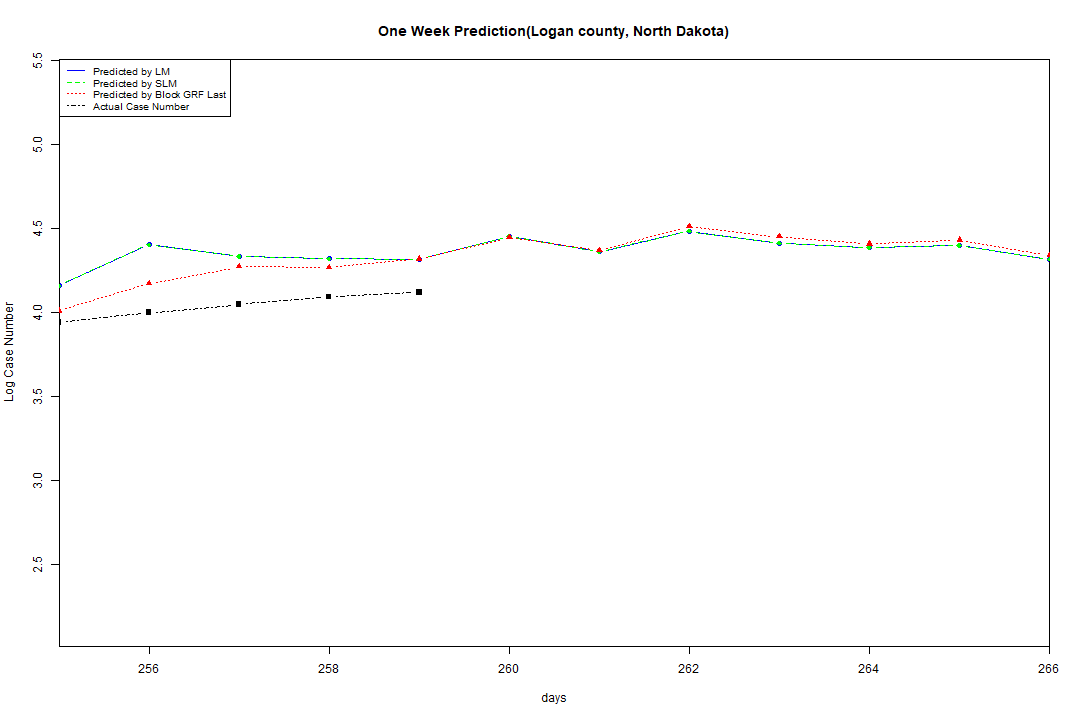 One Week Prediction(Logan county, North Dakota)
Predicted by LM
Predicted by SLM
Predicted by Block GRF Last
Actual Case Number
5.5
5.0
4.5
4.0
3.5
3.0
2.5
Log Case Number
256 258 260 262 264 266
days